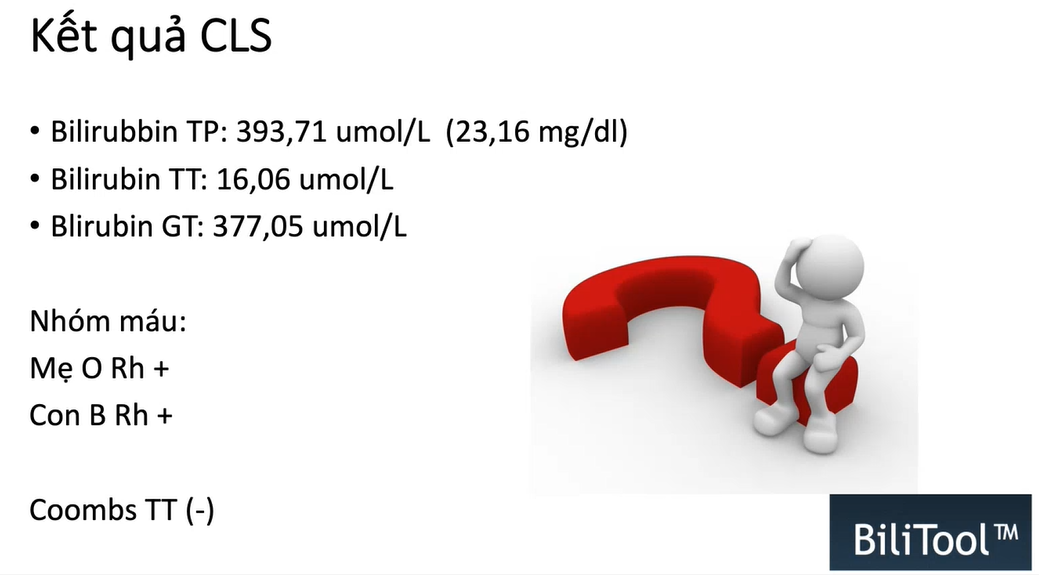 Kết quả CLS
• Bilirubbin TP: 393,71 umol/L (23,16 mg/dl)
• Bilirubin TT: 16,06 umol/L
• Blirubin GT: 377,05 umol/L
Nhóm máu:
Mẹ O Rh +
Con B Rh +
Coombs TT (-)
BiliTool™